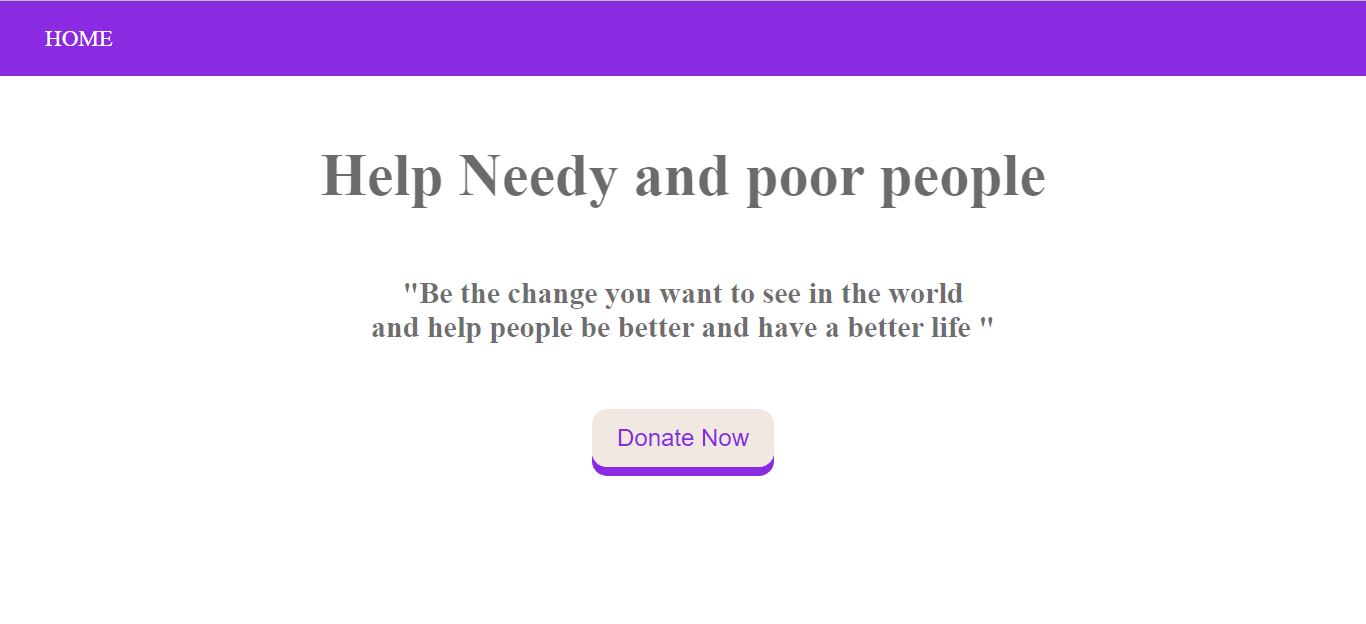 HOME
Help Needy and poor people
"Be the change you want to see in the world
and help people be better and have a better life "
Donate Now